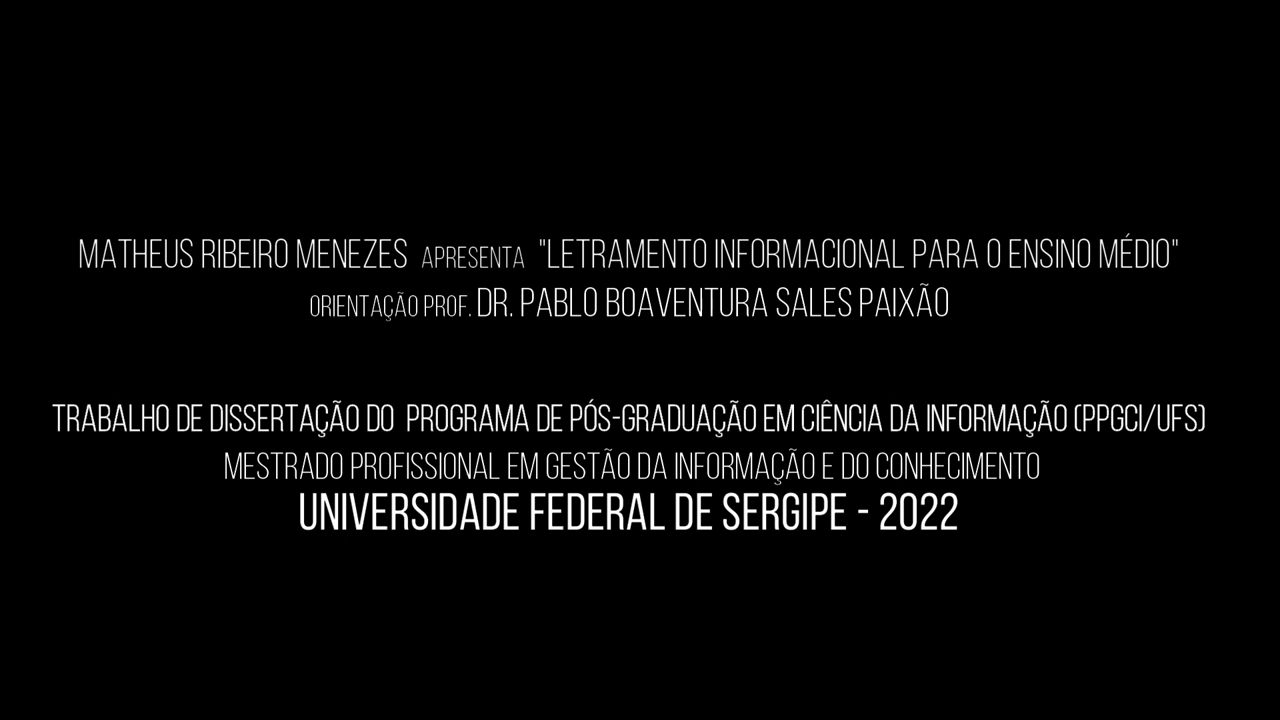 MATHEUS RIBEIRO MENEZES APRESENTA "LETRAMENTO INFORMACIONAL PARA O ENSINO MÉDIO"
ORIENTAÇÃO PROF. DR. PABLO BOAVENTURA SALES PAIXÃO
TRABALHO DE DISSERTAÇÃO DO PROGRAMA DE PÓS-GRADUAÇÃO EM CIÊNCIA DA INFORMAÇÃO (PPGCI/UFS)
MESTRADO PROFISSIONAL EM GESTÃO DA INFORMAÇÃO E DO CONHECIMENTO
UNIVERSIDADE FEDERAL DE SERGIPE - 2022